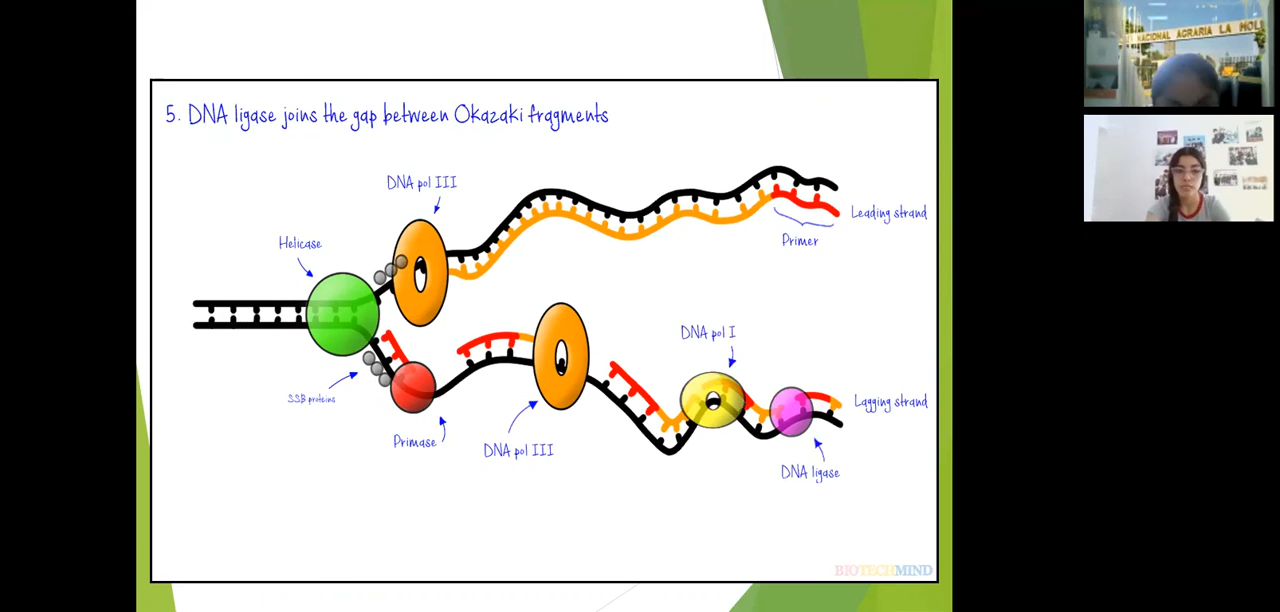 5. DNA ligase joins the gap between Okazaki fragments
DNA pol III
Helicase
Leading strand
Primer
DNA pol I
SSB proteins
Lagging strand
Primase
DNA pol III
DNA ligase
BIOTECHMIND
NACIONAL AGRARIA LA MOLI